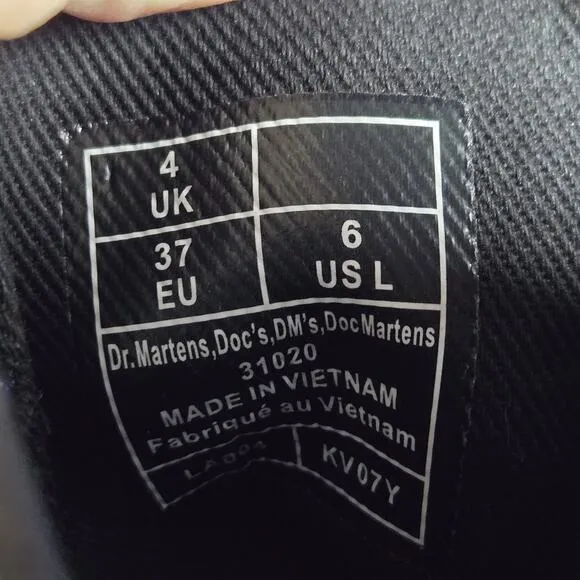 4
UK
37
EU
6
US L
Dr.Martens,Doc's,DM's,DocMartens
31020
MADE IN VIETNAM
Fabriqué au Vietnam
KV07Y